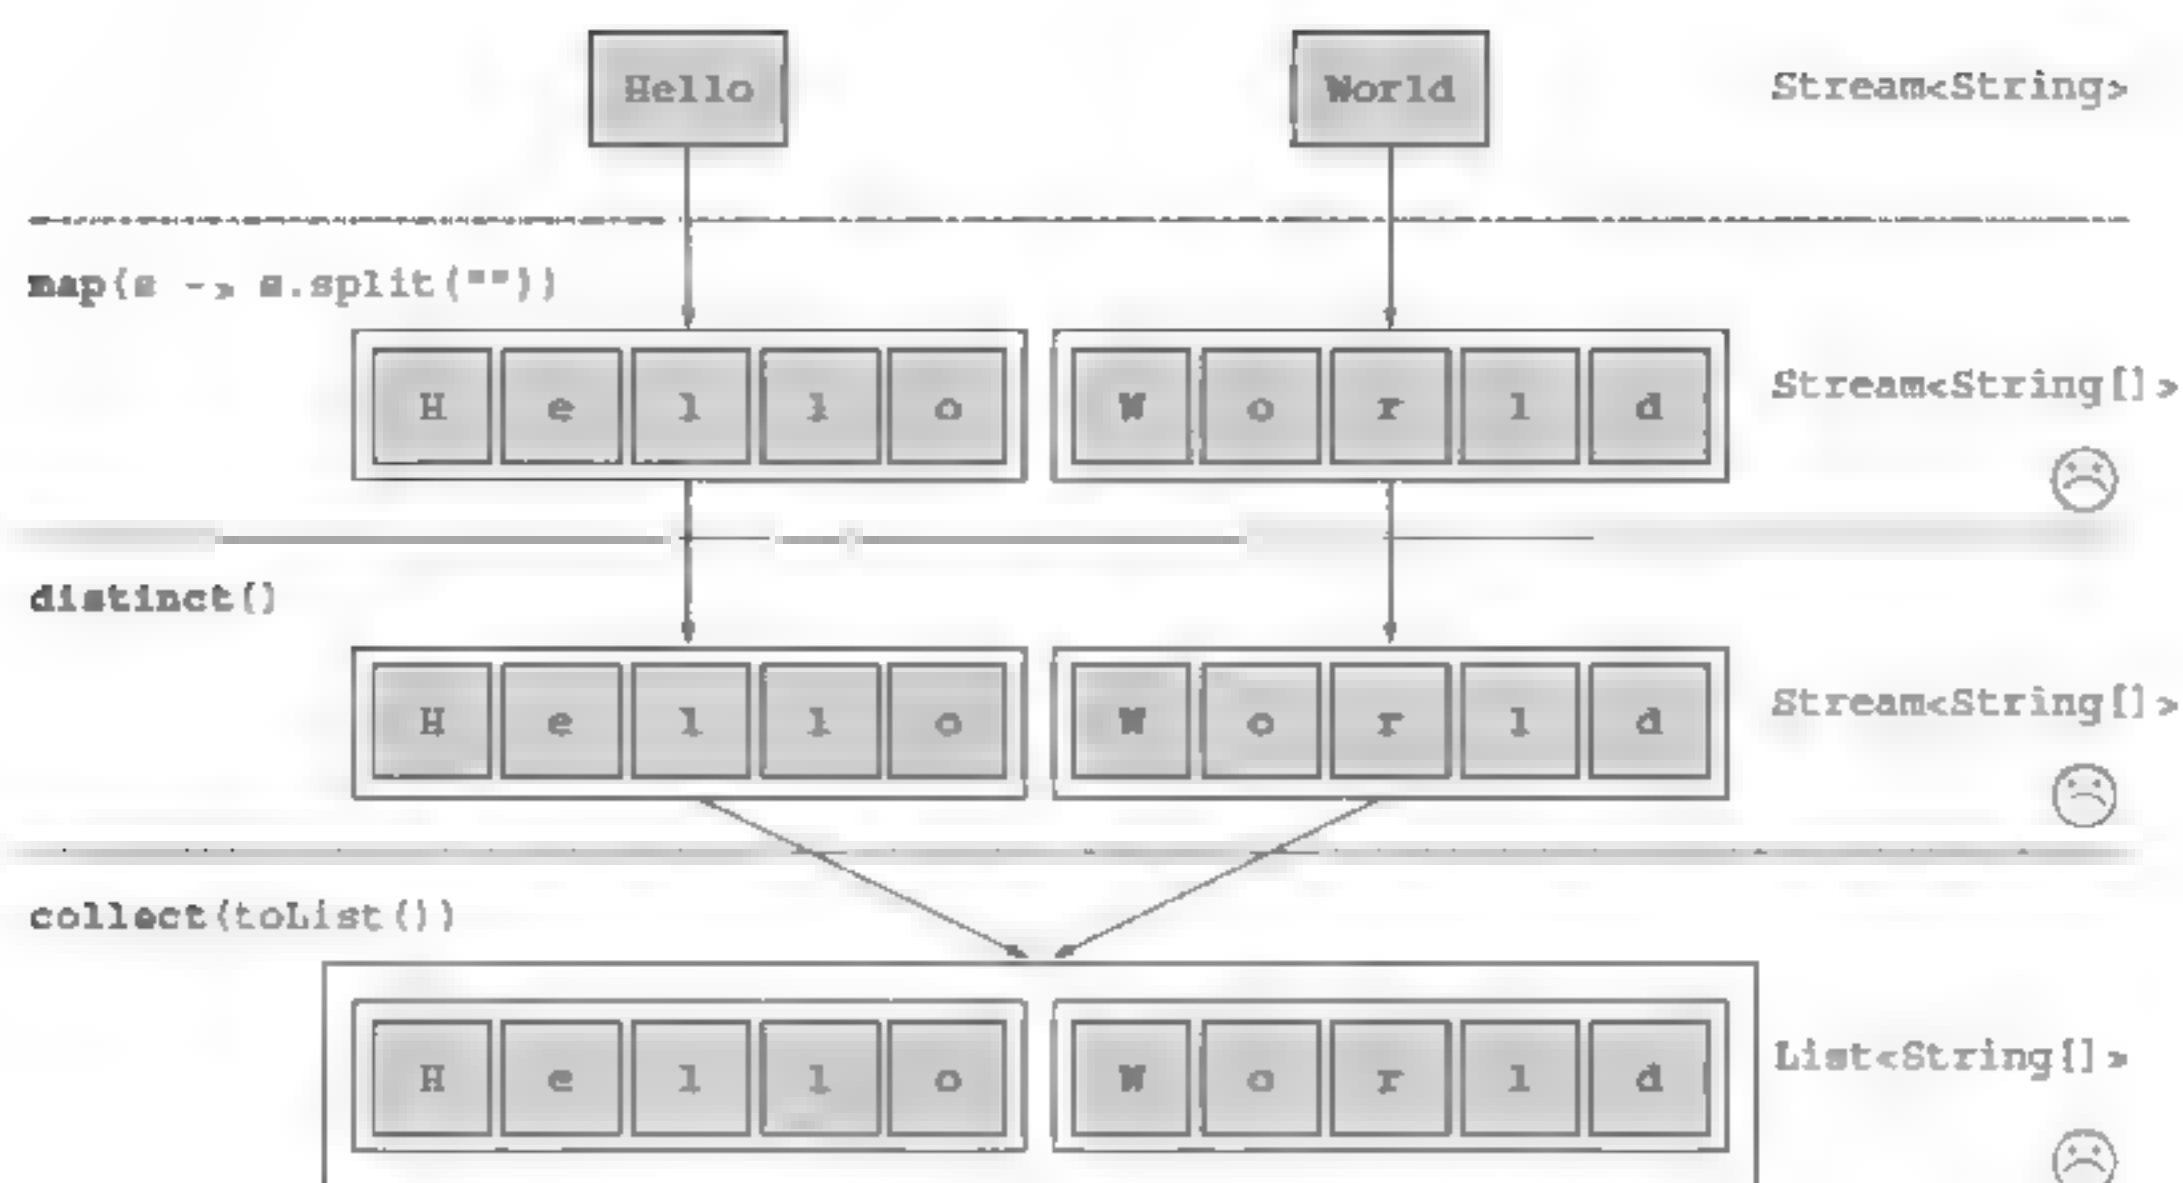 Hello World Stream<String>
map(s -> s.split(""))
H e l l o W o r l d Stream<String[]>
distinct()
H e l l o W o r l d Stream<String[]>
collect(toList())
H e l l o W o r l d List<String[]>